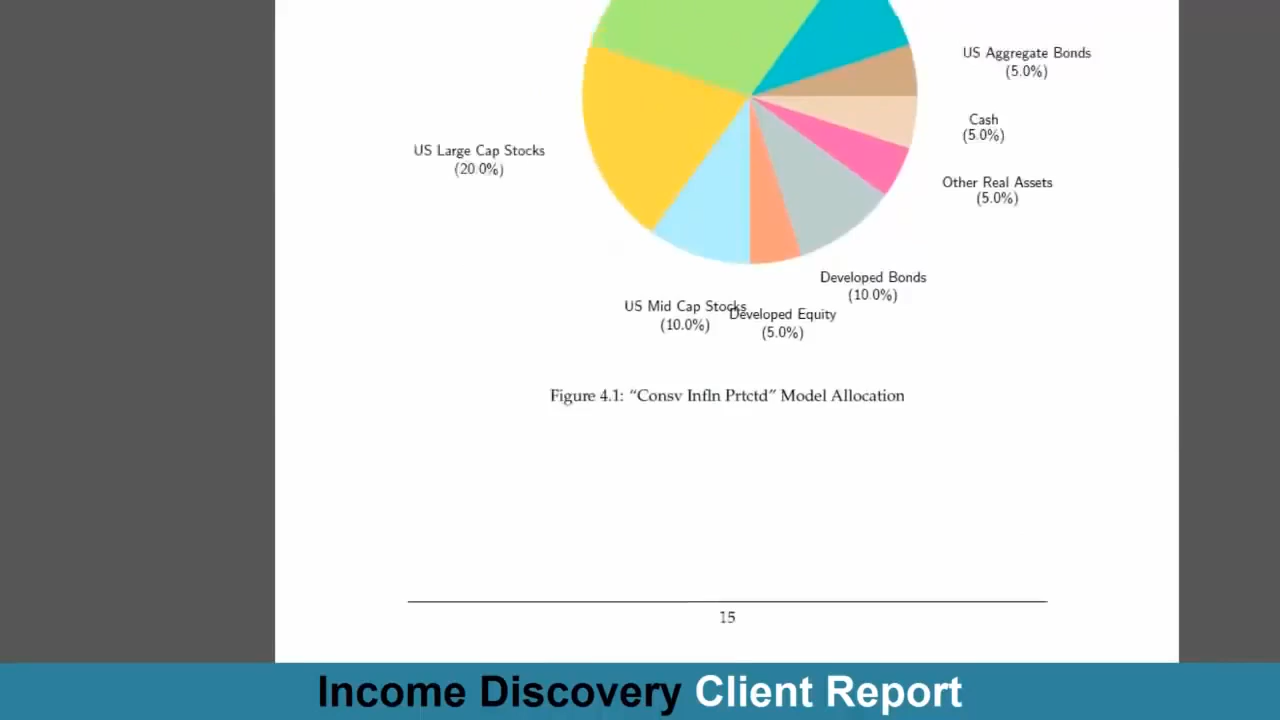 US Aggregate Bonds
(5.0%)
Cash
(5.0%)
US Large Cap Stocks
(20.0%)
Other Real Assets
(5.0%)
Developed Bonds
(10.0%)
US Mid Cap Stocks
(10.0%)
Developed Equity
(5.0%)
Figure 4.1: “Consv Infln Prtctd” Model Allocation
15
Income Discovery Client Report